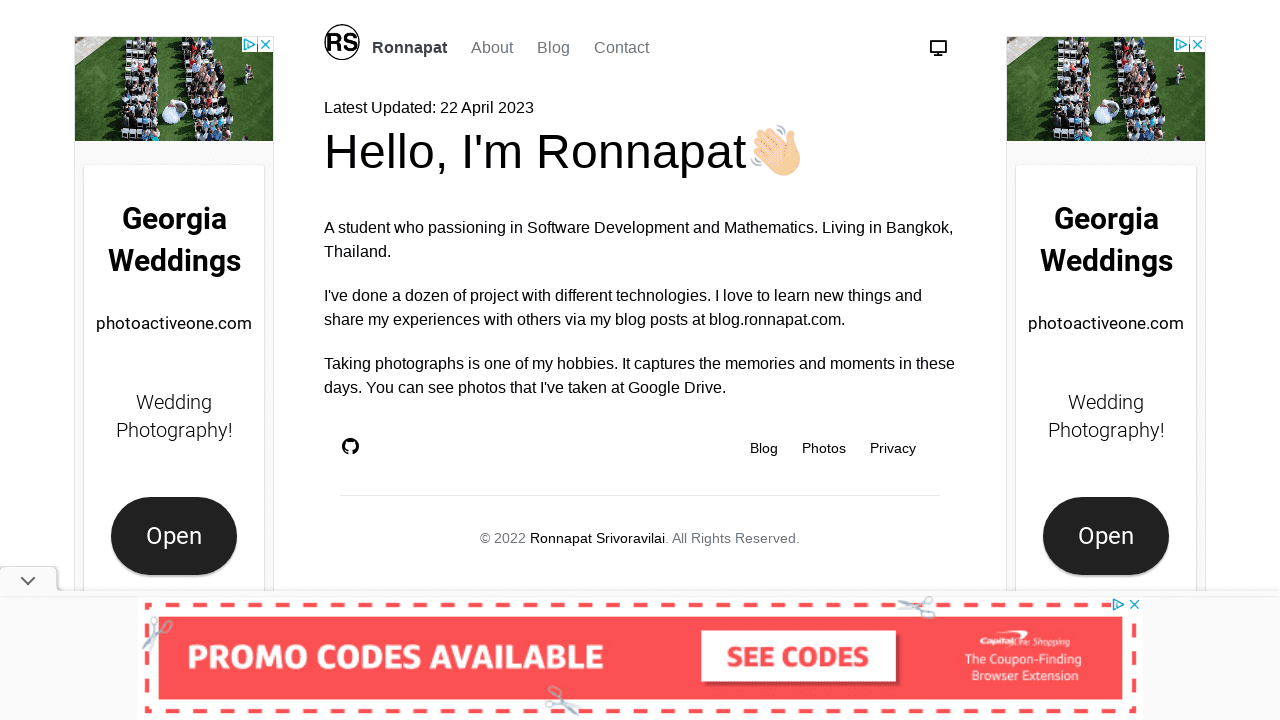 RS Ronnapat About Blog Contact
Latest Updated: 22 April 2023
Hello, I'm Ronnapat
A student who passioning in Software Development and Mathematics. Living in Bangkok,
Thailand.
I've done a dozen of project with different technologies. I love to learn new things and
share my experiences with others via my blog posts at blog.ronnapat.com.
Taking photographs is one of my hobbies. It captures the memories and moments in these
days. You can see photos that I've taken at Google Drive.
Blog Photos Privacy
© 2022 Ronnapat Srivoravilai. All Rights Reserved.
Georgia
Weddings
photoactiveone.com
Wedding
Photography!
Open
Georgia
Weddings
photoactiveone.com
Wedding
Photography!
Open
PROMO CODES AVAILABLE
SEE CODES
Capital One Shopping
The Coupon-Finding
Browser Extension